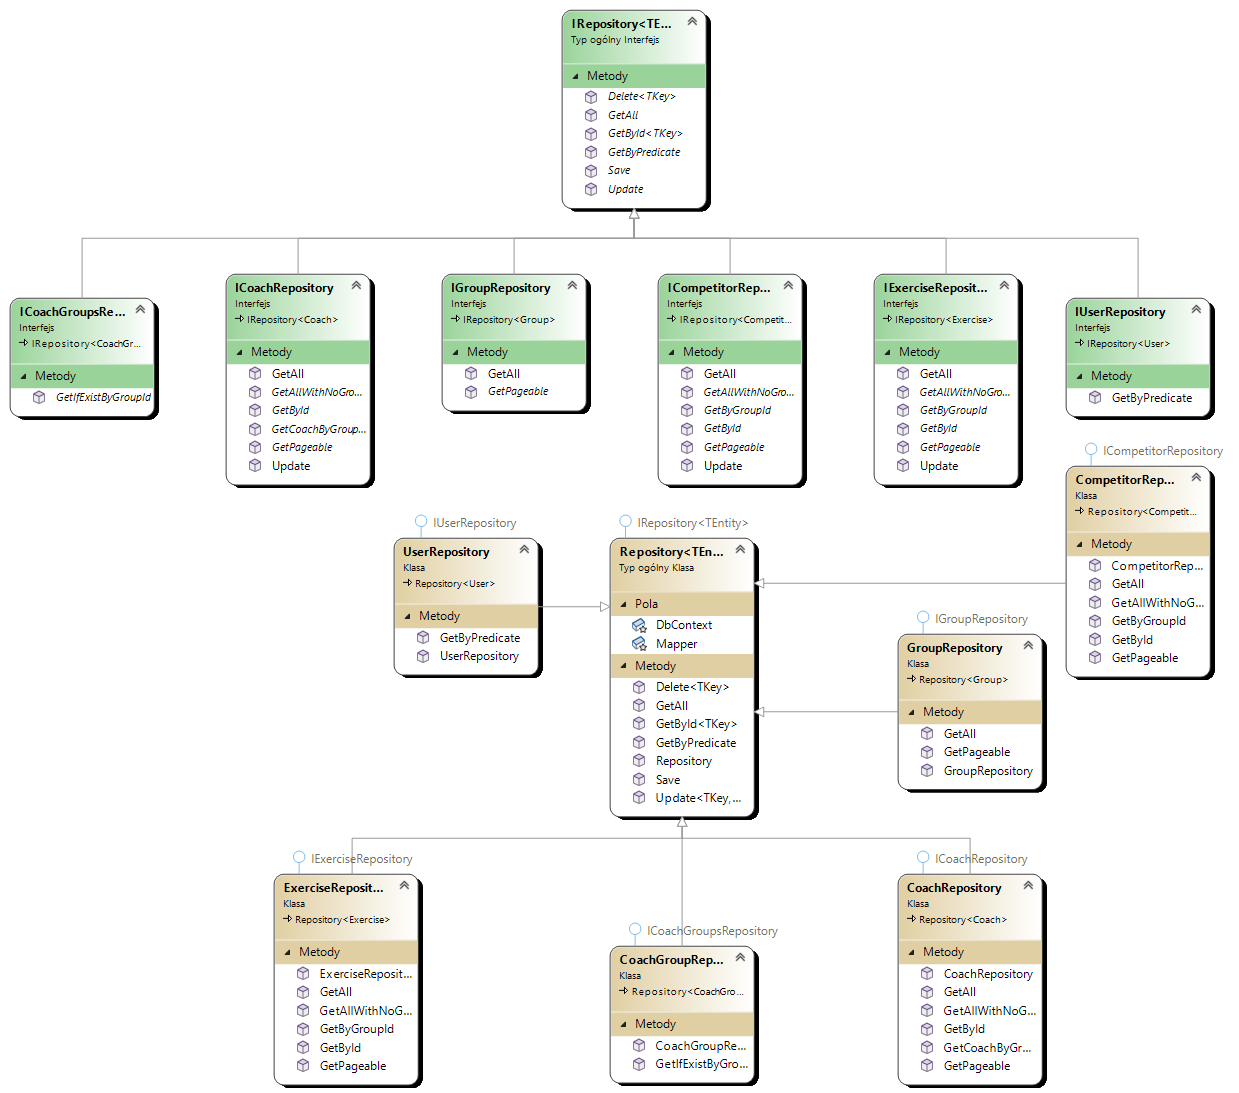 IRepository<TE...
Typ ogólny Interfejs
Metody
Delete<TKey>
GetAll
GetById<TKey>
GetByPredicate
Save
Update
ICoachGroupsRe...
Interfejs
IRepository<CoachGr...
Metody
GetIfExistByGroupId
ICoachRepository
Interfejs
IRepository<Coach>
Metody
GetAll
GetAllWithNoGro...
GetById
GetCoachByGroup...
GetPageable
Update
IGroupRepository
Interfejs
IRepository<Group>
Metody
GetAll
GetPageable
ICompetitorRep...
Interfejs
IRepository<Competit...
Metody
GetAll
GetAllWithNoGro...
GetByGroupId
GetById
GetPageable
Update
IExerciseReposit...
Interfejs
IRepository<Exercise>
Metody
GetAll
GetAllWithNoGro...
GetByGroupId
GetById
GetPageable
Update
IUserRepository
Interfejs
IRepository<User>
Metody
GetByPredicate
ICompetitorRepository
CompetitorRep...
Klasa
Repository<Competit...
Metody
CompetitorRep...
GetAll
GetAllWithNoG...
GetByGroupId
GetById
GetPageable
IUserRepository
UserRepository
Klasa
Repository<User>
Metody
GetByPredicate
UserRepository
IRepository<TEntity>
Repository<TEn...
Typ ogólny Klasa
Pola
DbContext
Mapper
Metody
Delete<TKey>
GetAll
GetById<TKey>
GetByPredicate
Repository
Save
Update<TKey,...
IGroupRepository
GroupRepository
Klasa
Repository<Group>
Metody
GetAll
GetPageable
GroupRepository
IExerciseRepository
ExerciseReposit...
Klasa
Repository<Exercise>
Metody
ExerciseReposit...
GetAll
GetAllWithNoG...
GetByGroupId
GetById
GetPageable
ICoachGroupsRepository
CoachGroupRep...
Klasa
Repository<CoachGro...
Metody
CoachGroupRe...
GetIfExistByGro...
ICoachRepository
CoachRepository
Klasa
Repository<Coach>
Metody
CoachRepository
GetAll
GetAllWithNoG...
GetById
GetCoachByGr...
GetPageable